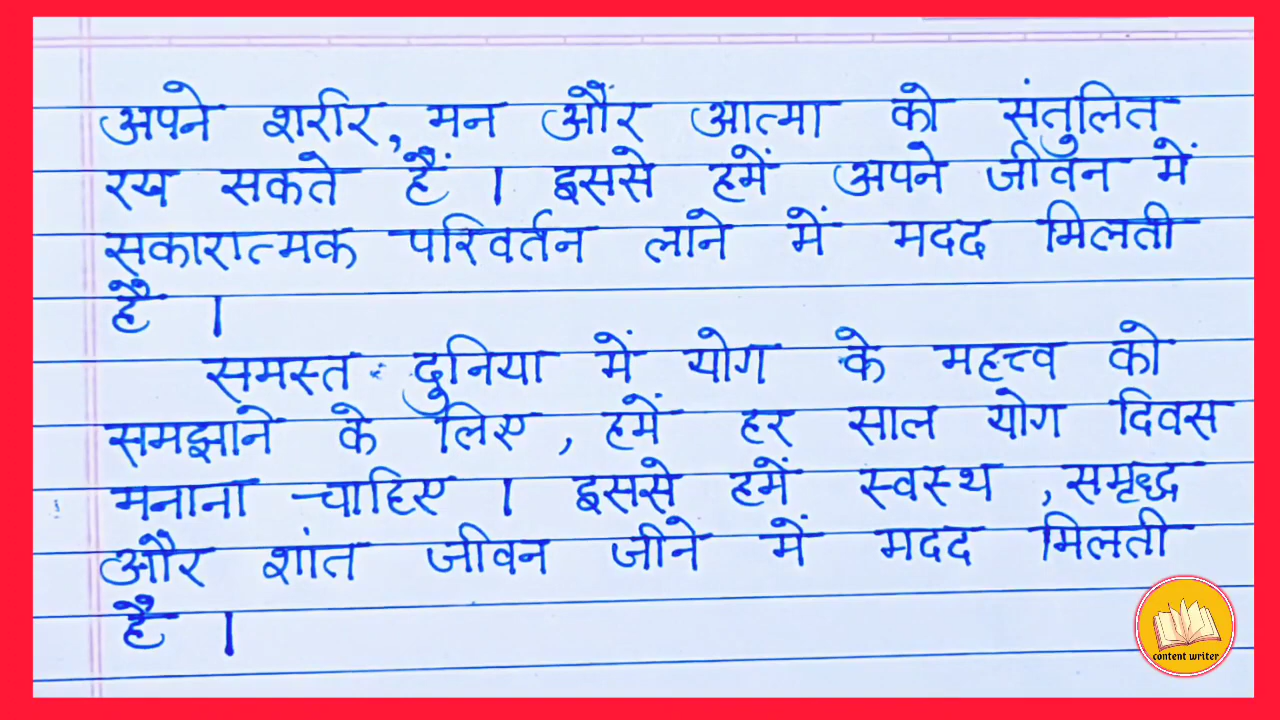 अपने शरीर, मन और आत्मा को संतुलित
रख सकते हैं । इससे हमें अपने जीवन में
सकारात्मक परिवर्तन लाने में मदद मिलती
है ।
समस्त दुनिया में योग के महत्त्व को
समझाने के लिए, हमें हर साल योग दिवस
मनाना चाहिए । इससे हमें स्वस्थ, समृद्ध
और शांत जीवन जीने में मदद मिलती
है ।
content writer